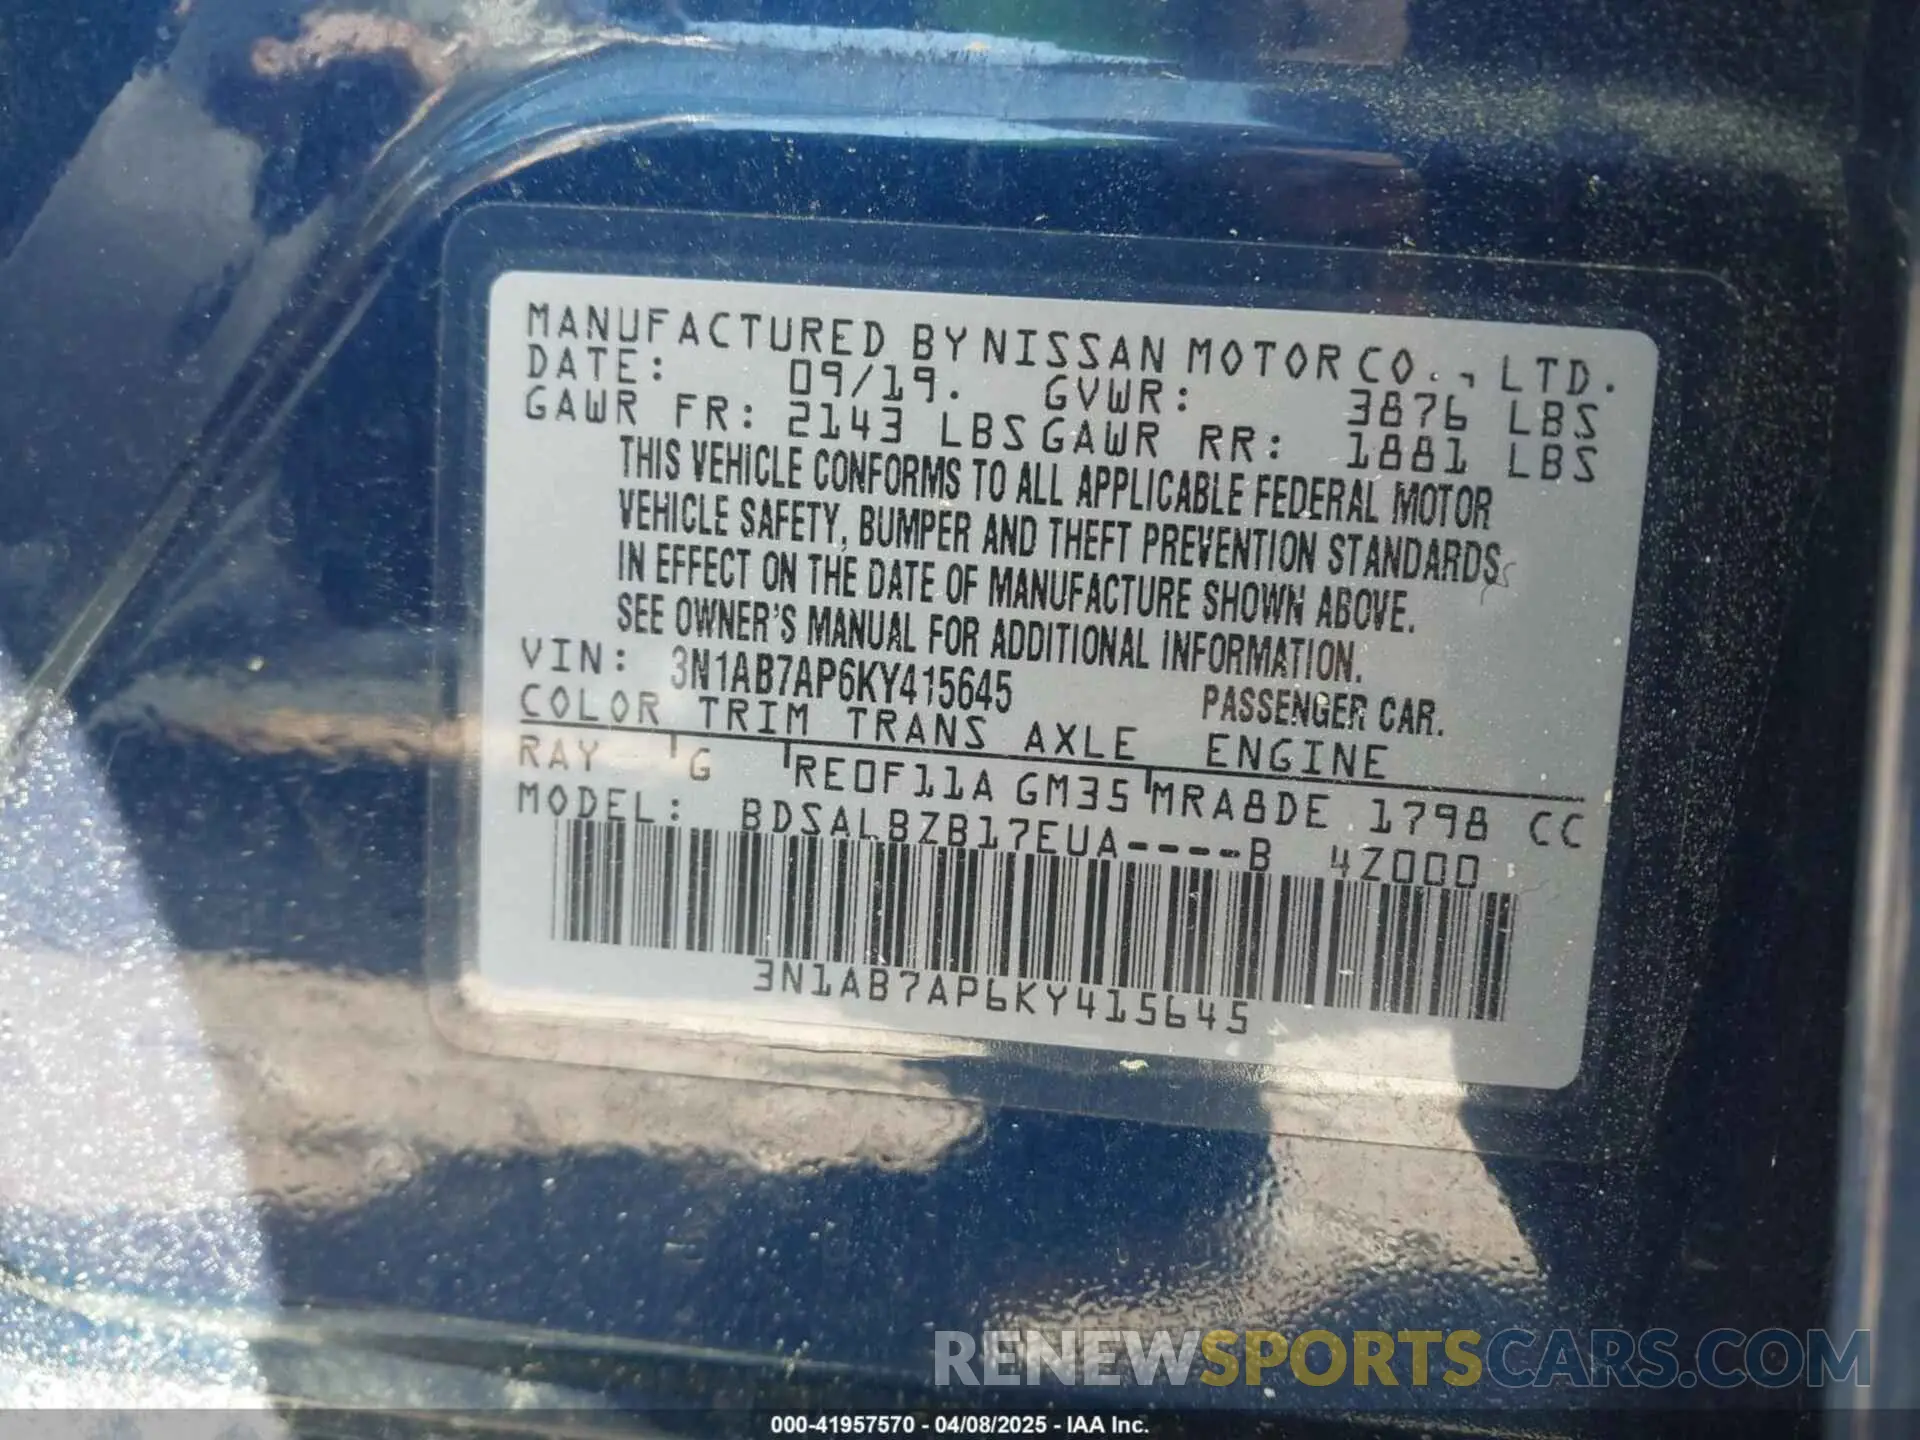 MANUFACTURED BY NISSAN MOTOR CO., LTD.
DATE: 09/19. GVWR: 3876 LBS
GAWR FR: 2143 LBS GAWR RR: 1881 LBS
THIS VEHICLE CONFORMS TO ALL APPLICABLE FEDERAL MOTOR
VEHICLE SAFETY, BUMPER AND THEFT PREVENTION STANDARDS
IN EFFECT ON THE DATE OF MANUFACTURE SHOWN ABOVE.
SEE OWNER'S MANUAL FOR ADDITIONAL INFORMATION.
VIN: 3N1AB7AP6KY415645 PASSENGER CAR.
COLOR TRIM TRANS AXLE ENGINE
RAY G RE0F11A GM35 MRA8DE 1798 CC
MODEL: BDSALBZB17EUA----B 4Z000
3N1AB7AP6KY415645
RENEWSPORTSCARS.COM
000-41957570 - 04/08/2025 - IAA Inc.